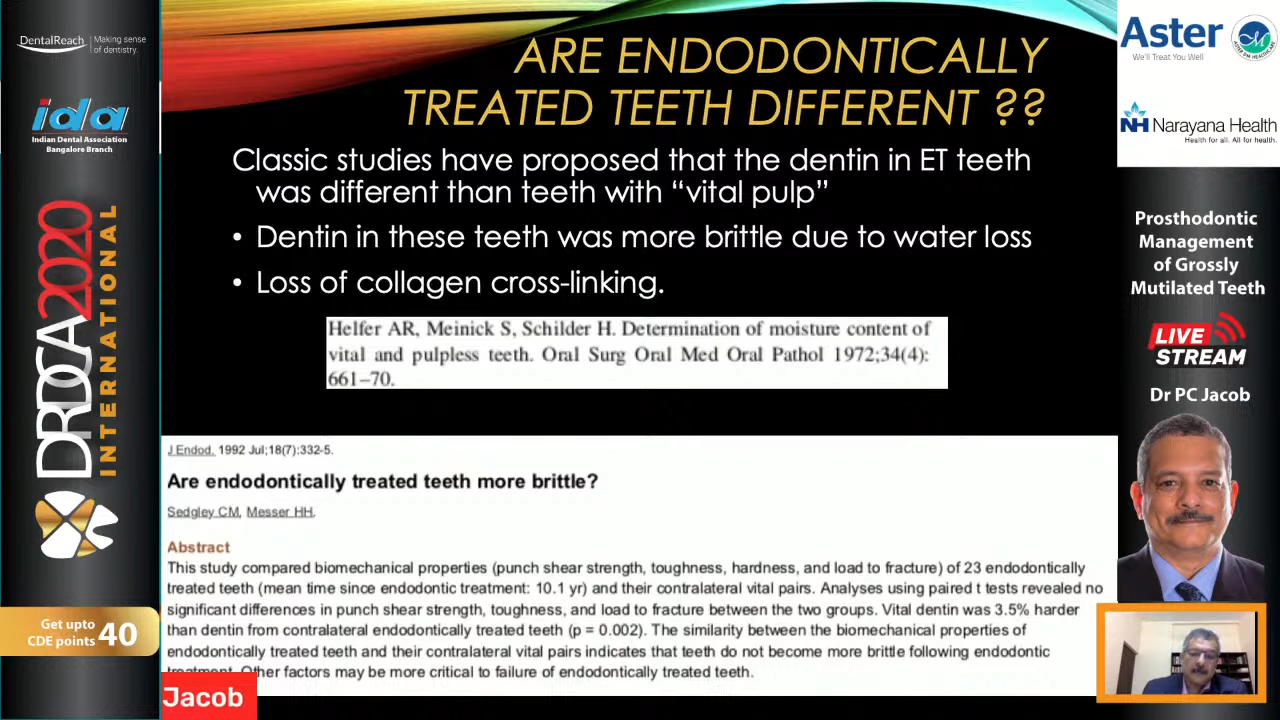 DentalReach
Making sense
of dentistry.
ida
Indian Dental Association
Bangalore Branch
DRDCA2020
INTERNATIONAL
Get upto
CDE points 40
ARE ENDODONTICALLY
TREATED TEETH DIFFERENT ??
Classic studies have proposed that the dentin in ET teeth
was different than teeth with “vital pulp”
• Dentin in these teeth was more brittle due to water loss
• Loss of collagen cross-linking.
Helfer AR, Meinick S, Schilder H. Determination of moisture content of
vital and pulpless teeth. Oral Surg Oral Med Oral Pathol 1972;34(4):
661–70.
J Endod. 1992 Jul;18(7):332-5.
Are endodontically treated teeth more brittle?
Sedgley CM, Messer HH.
Abstract
This study compared biomechanical properties (punch shear strength, toughness, hardness, and load to fracture) of 23 endodontically
treated teeth (mean time since endodontic treatment: 10.1 yr) and their contralateral vital pairs. Analyses using paired t tests revealed no
significant differences in punch shear strength, toughness, and load to fracture between the two groups. Vital dentin was 3.5% harder
than dentin from contralateral endodontically treated teeth (p = 0.002). The similarity between the biomechanical properties of
endodontically treated teeth and their contralateral vital pairs indicates that teeth do not become more brittle following endodontic
treatment. Other factors may be more critical to failure of endodontically treated teeth.
Jacob
Aster
We'll Treat You Well
NH Narayana Health
Health for all. All for health.
Prosthodontic
Management
of Grossly
Mutilated Teeth
LIVE
STREAM
Dr PC Jacob